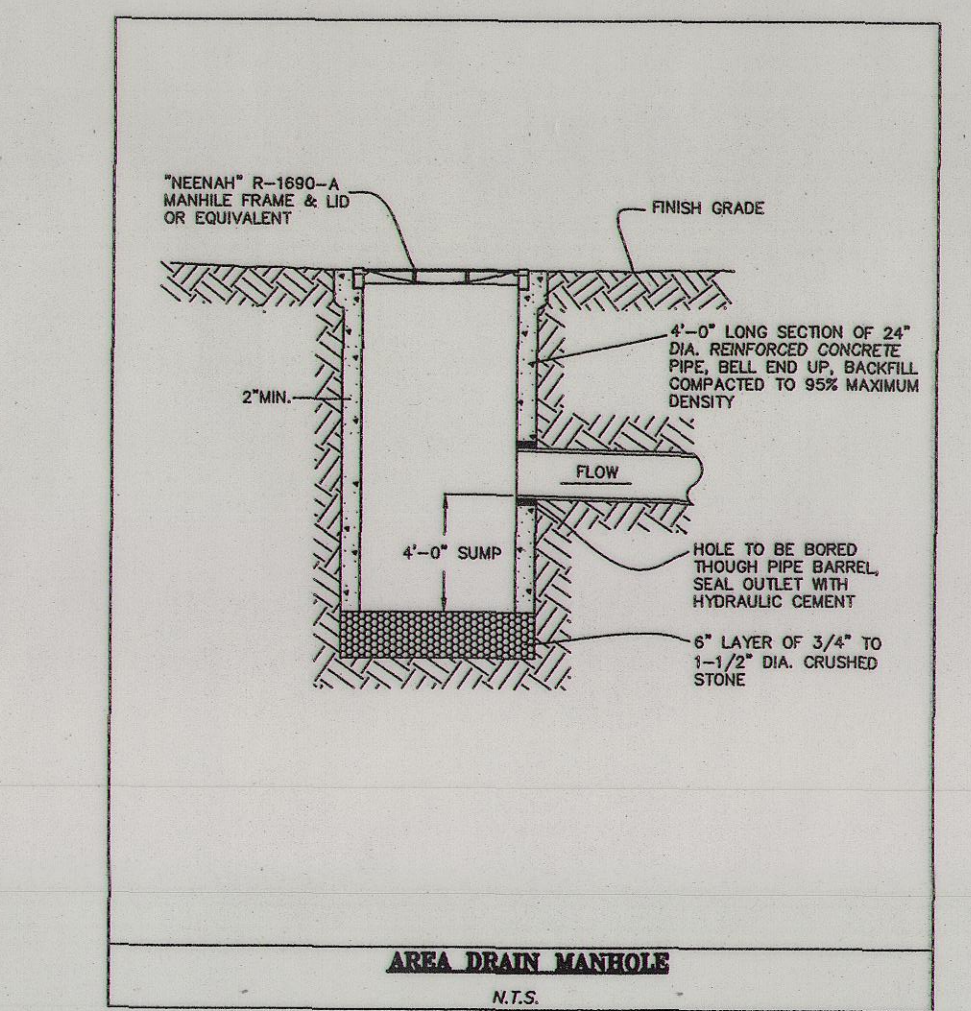 "NEENAH" R-1690-A
MANHILE FRAME & LID
OR EQUIVALENT
FINISH GRADE
4'-0" LONG SECTION OF 24"
DIA. REINFORCED CONCRETE
PIPE, BELL END UP, BACKFILL
COMPACTED TO 95% MAXIMUM
DENSITY
2"MIN.
FLOW
4'-0" SUMP
HOLE TO BE BORED
THOUGH PIPE BARREL,
SEAL OUTLET WITH
HYDRAULIC CEMENT
6" LAYER OF 3/4" TO
1-1/2" DIA. CRUSHED
STONE
AREA DRAIN MANHOLE
N.T.S.